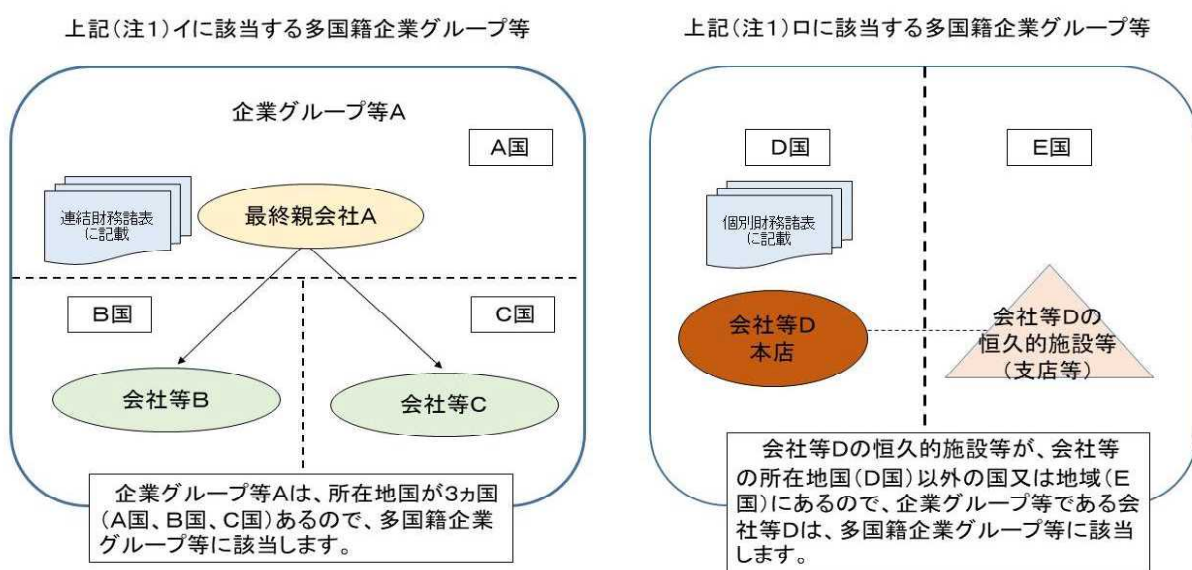 上記(注1)イに該当する多国籍企業グループ等
企業グループ等A
A国
連結財務諸表
に記載
最終親会社A
B国
C国
会社等B
会社等C
企業グループ等Aは、所在地国が3ヵ国
(A国、B国、C国)あるので、多国籍企業
グループ等に該当します。
上記(注1)ロに該当する多国籍企業グループ等
D国
E国
個別財務諸表
に記載
会社等D
本店
会社等Dの
恒久的施設等
(支店等)
会社等Dの恒久的施設等が、会社等
の所在地国(D国)以外の国又は地域(E
国)にあるので、企業グループ等である会
社等Dは、多国籍企業グループ等に該当
します。